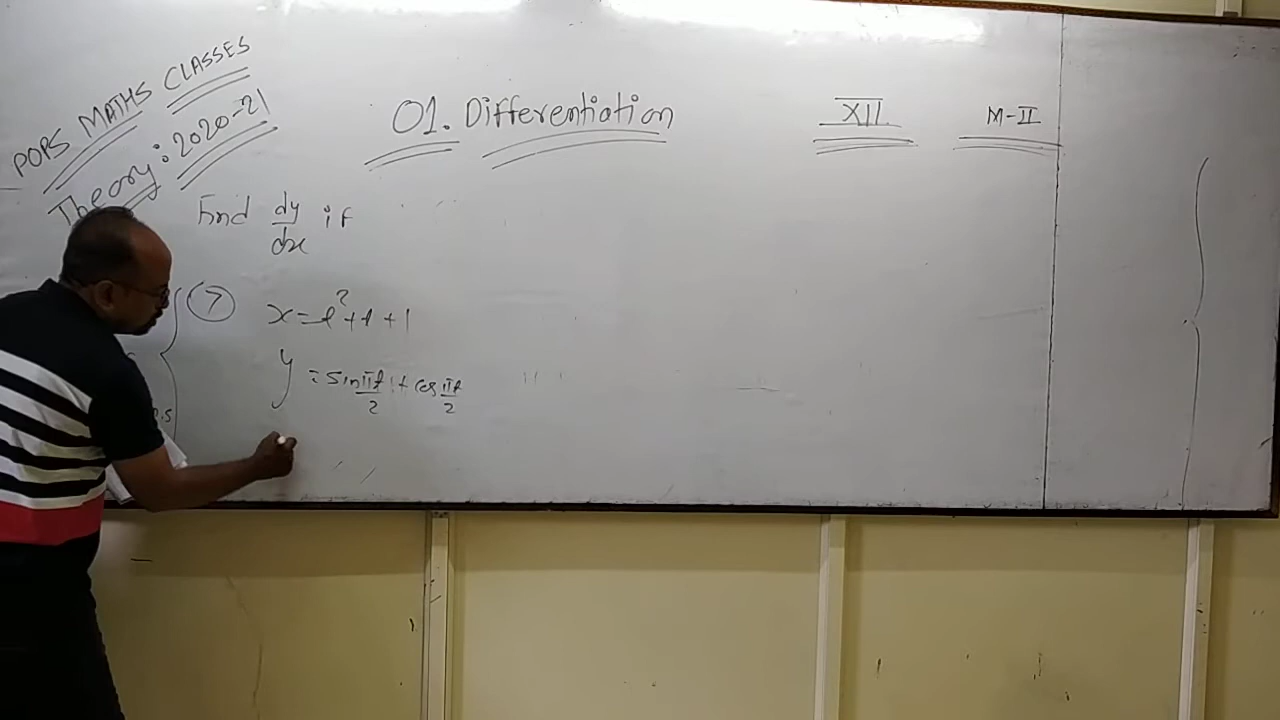 POPS MATHS CLASSES
Theory: 2020-21
01. Differentiation
XII
M-II
Find dy/dx if
(7) x = t² + t + 1
y = sin πt/2 + cos πt/2